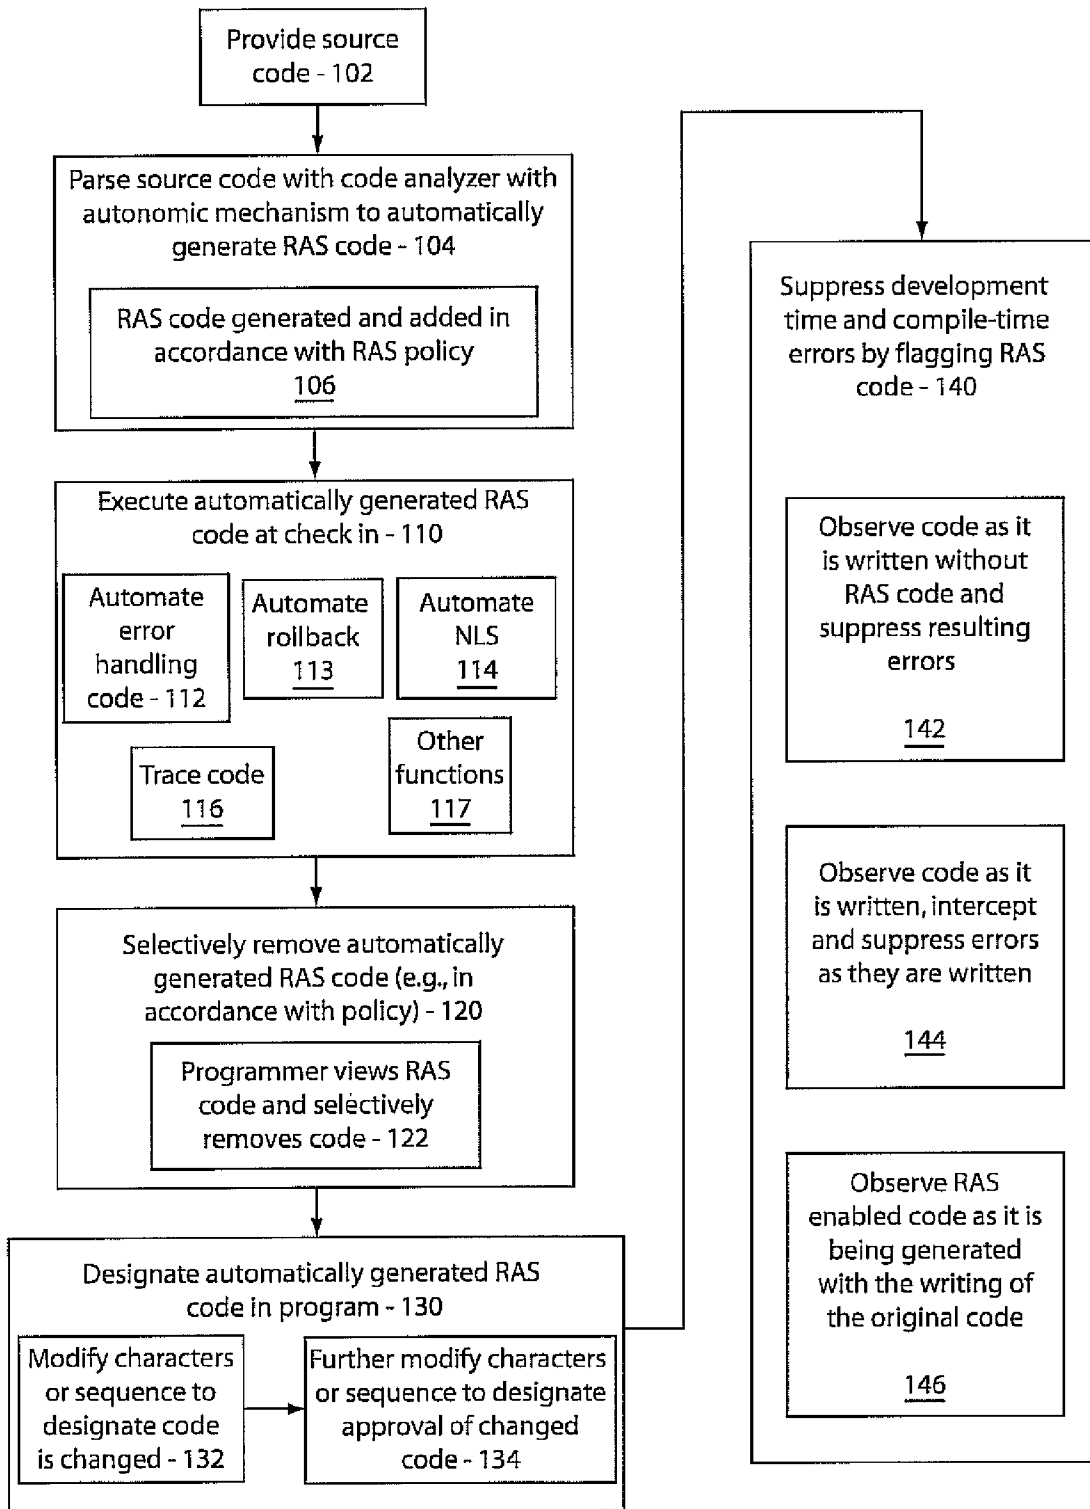 Provide source
code - 102
Parse source code with code analyzer with
autonomic mechanism to automatically
generate RAS code - 104
RAS code generated and added in
accordance with RAS policy
106
Execute automatically generated RAS
code at check in - 110
Automate
error
handling
code - 112
Automate
rollback
113
Automate
NLS
114
Trace code
116
Other
functions
117
Selectively remove automatically
generated RAS code (e.g., in
accordance with policy) - 120
Programmer views RAS
code and selectively
removes code - 122
Designate automatically generated RAS
code in program - 130
Modify characters
or sequence to
designate code
is changed - 132
Further modify characters
or sequence to designate
approval of changed
code - 134
Suppress development
time and compile-time
errors by flagging RAS
code - 140
Observe code as it
is written without
RAS code and
suppress resulting
errors
142
Observe code as it
is written, intercept
and suppress errors
as they are written
144
Observe RAS
enabled code as it is
being generated
with the writing of
the original code
146